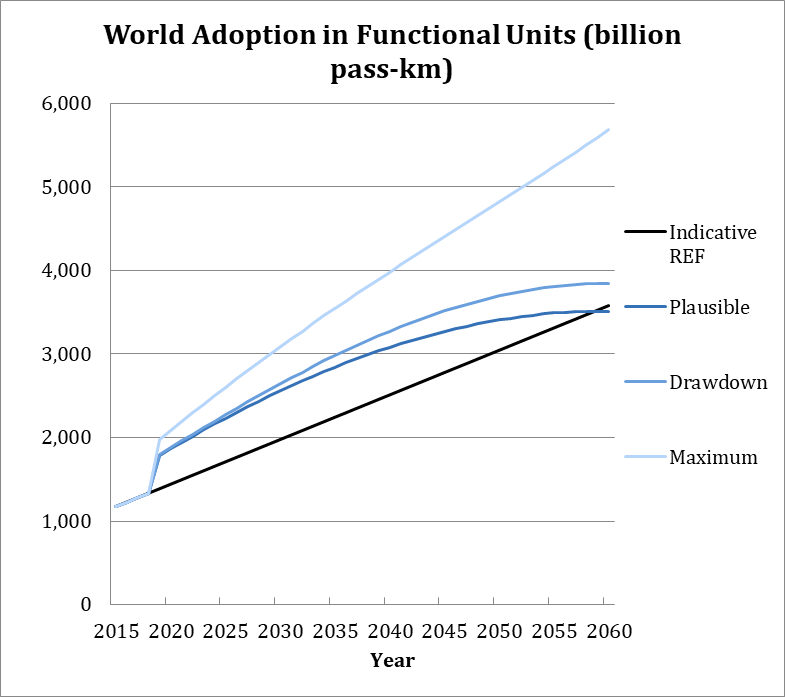 World Adoption in Functional Units (billion
pass-km)
6,000
5,000
4,000
3,000
2,000
1,000
0
2015 2020 2025 2030 2035 2040 2045 2050 2055 2060
Year
Indicative
REF
Plausible
Drawdown
Maximum